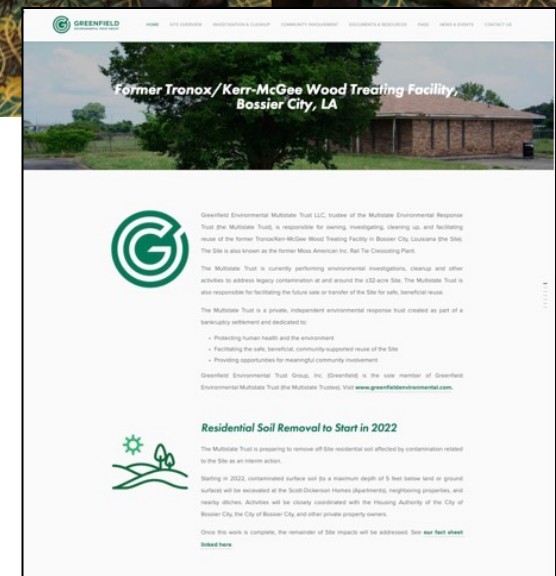 GREENFIELD
ENVIRONMENTAL TRUST GROUP
HOME SITE OVERVIEW INVESTIGATION & CLEANUP COMMUNITY INVOLVEMENT DOCUMENTS & RESOURCES FAQS NEWS & EVENTS CONTACT US
Former Tronox/Kerr-McGee Wood Treating Facility,
Bossier City, LA
Greenfield Environmental Multistate Trust LLC, trustee of the Multistate Environmental Response
Trust (the Multistate Trust), is responsible for owning, investigating, cleaning up, and facilitating
reuse of the former Tronox/Kerr-McGee Wood Treating Facility in Bossier City, Louisiana (the Site).
The Site is also known as the former Moss American Inc. Rail Tie Creosoting Plant.
The Multistate Trust is currently performing environmental investigations, cleanup and other
activities to address legacy contamination at and around the ±32-acre Site. The Multistate Trust is
also responsible for facilitating the future sale or transfer of the Site for safe, beneficial reuse.
The Multistate Trust is a private, independent environmental response trust created as part of a
bankruptcy settlement and dedicated to:
• Protecting human health and the environment
• Facilitating the safe, beneficial, community-supported reuse of the Site
• Providing opportunities for meaningful community involvement
Greenfield Environmental Trust Group, Inc. (Greenfield) is the sole member of Greenfield
Environmental Multistate Trust (the Multistate Trustee). Visit www.greenfieldenvironmental.com.
Residential Soil Removal to Start in 2022
The Multistate Trust is preparing to remove off-Site residential soil affected by contamination related
to the Site as an interim action.
Starting in 2022, contaminated surface soil (to a maximum depth of 5 feet below land or ground
surface) will be excavated at the Scott-Dickerson Homes (Apartments), neighboring properties, and
nearby ditches. Activities will be closely coordinated with the Housing Authority of the City of
Bossier City, the City of Bossier City, and other private property owners.
Once this work is complete, the remainder of Site impacts will be addressed. See our fact sheet
linked here.